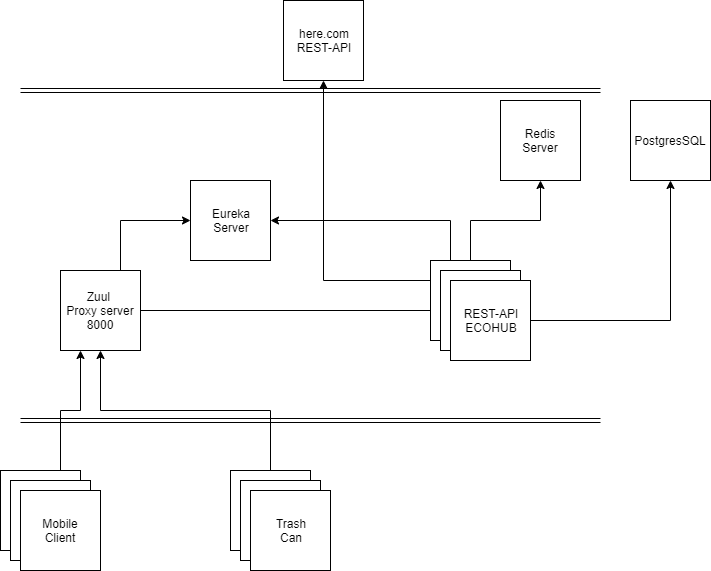 here.com
REST-API
Redis
Server
PostgresSQL
Eureka
Server
Zuul
Proxy server
8000
REST-API
ECOHUB
Mobile
Client
Trash
Can